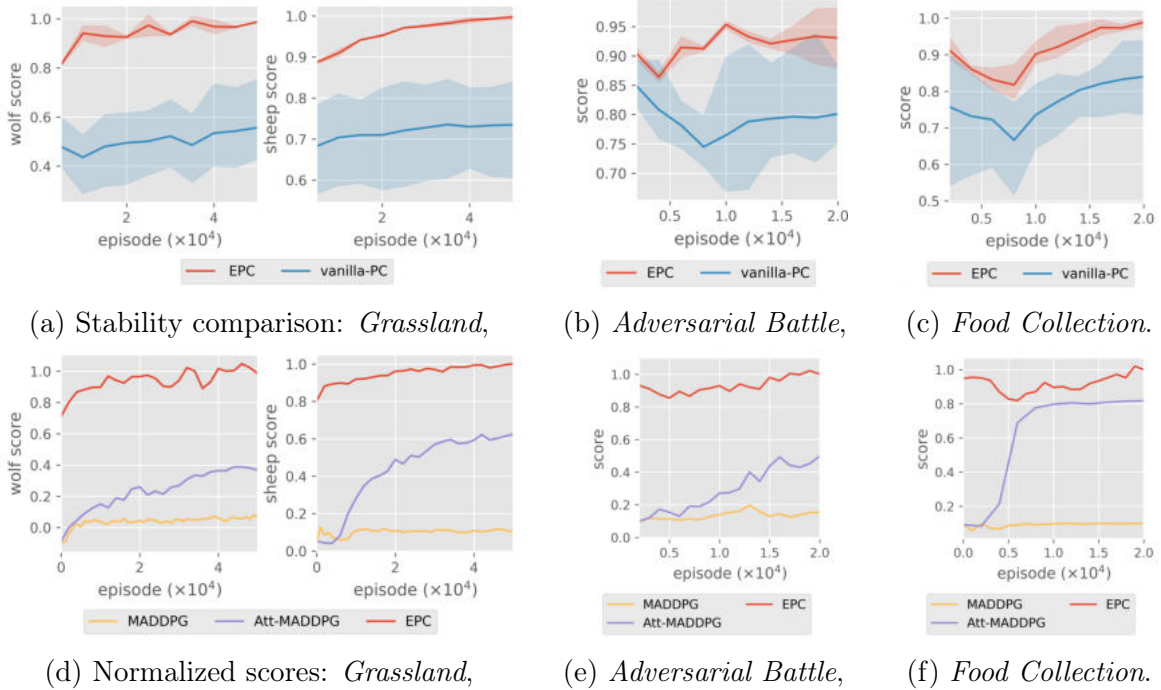 wolf score
1.0
0.8
0.6
0.4
2
4
episode (×10⁴)
sheep score
1.0
0.9
0.8
0.7
0.6
2
4
episode (×10⁴)
EPC
vanilla-PC
score
0.95
0.90
0.85
0.80
0.75
0.70
0.5
1.0
1.5
2.0
episode (×10⁴)
EPC
vanilla-PC
score
1.0
0.9
0.8
0.7
0.6
0.5
0.5
1.0
1.5
2.0
episode (×10⁴)
EPC
vanilla-PC
(a) Stability comparison: Grassland,
(b) Adversarial Battle,
(c) Food Collection.
wolf score
1.0
0.8
0.6
0.4
0.2
0.0
0
2
4
episode (×10⁴)
sheep score
1.0
0.8
0.6
0.4
0.2
0.0
0
2
4
episode (×10⁴)
MADDPG
Att-MADDPG
EPC
score
1.0
0.8
0.6
0.4
0.2
0.0
0.5
1.0
1.5
2.0
episode (×10⁴)
MADDPG
EPC
Att-MADDPG
score
1.0
0.8
0.6
0.4
0.2
0.0
0.5
1.0
1.5
2.0
episode (×10⁴)
MADDPG
EPC
Att-MADDPG
(d) Normalized scores: Grassland,
(e) Adversarial Battle,
(f) Food Collection.